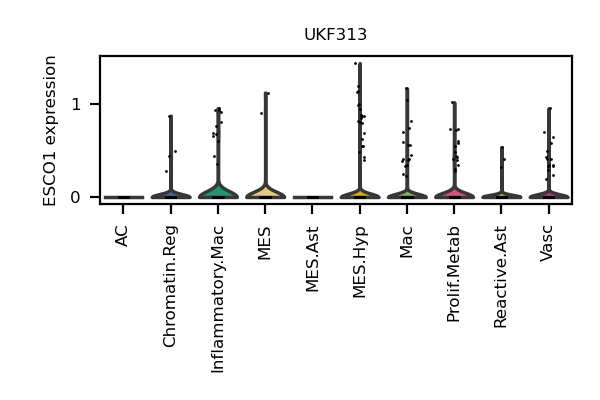 UKF313
ESCO1 expression
1
0
AC
Chromatin.Reg
Inflammatory.Mac
MES
MES.Ast
MES.Hyp
Mac
Prolif.Metab
Reactive.Ast
Vasc